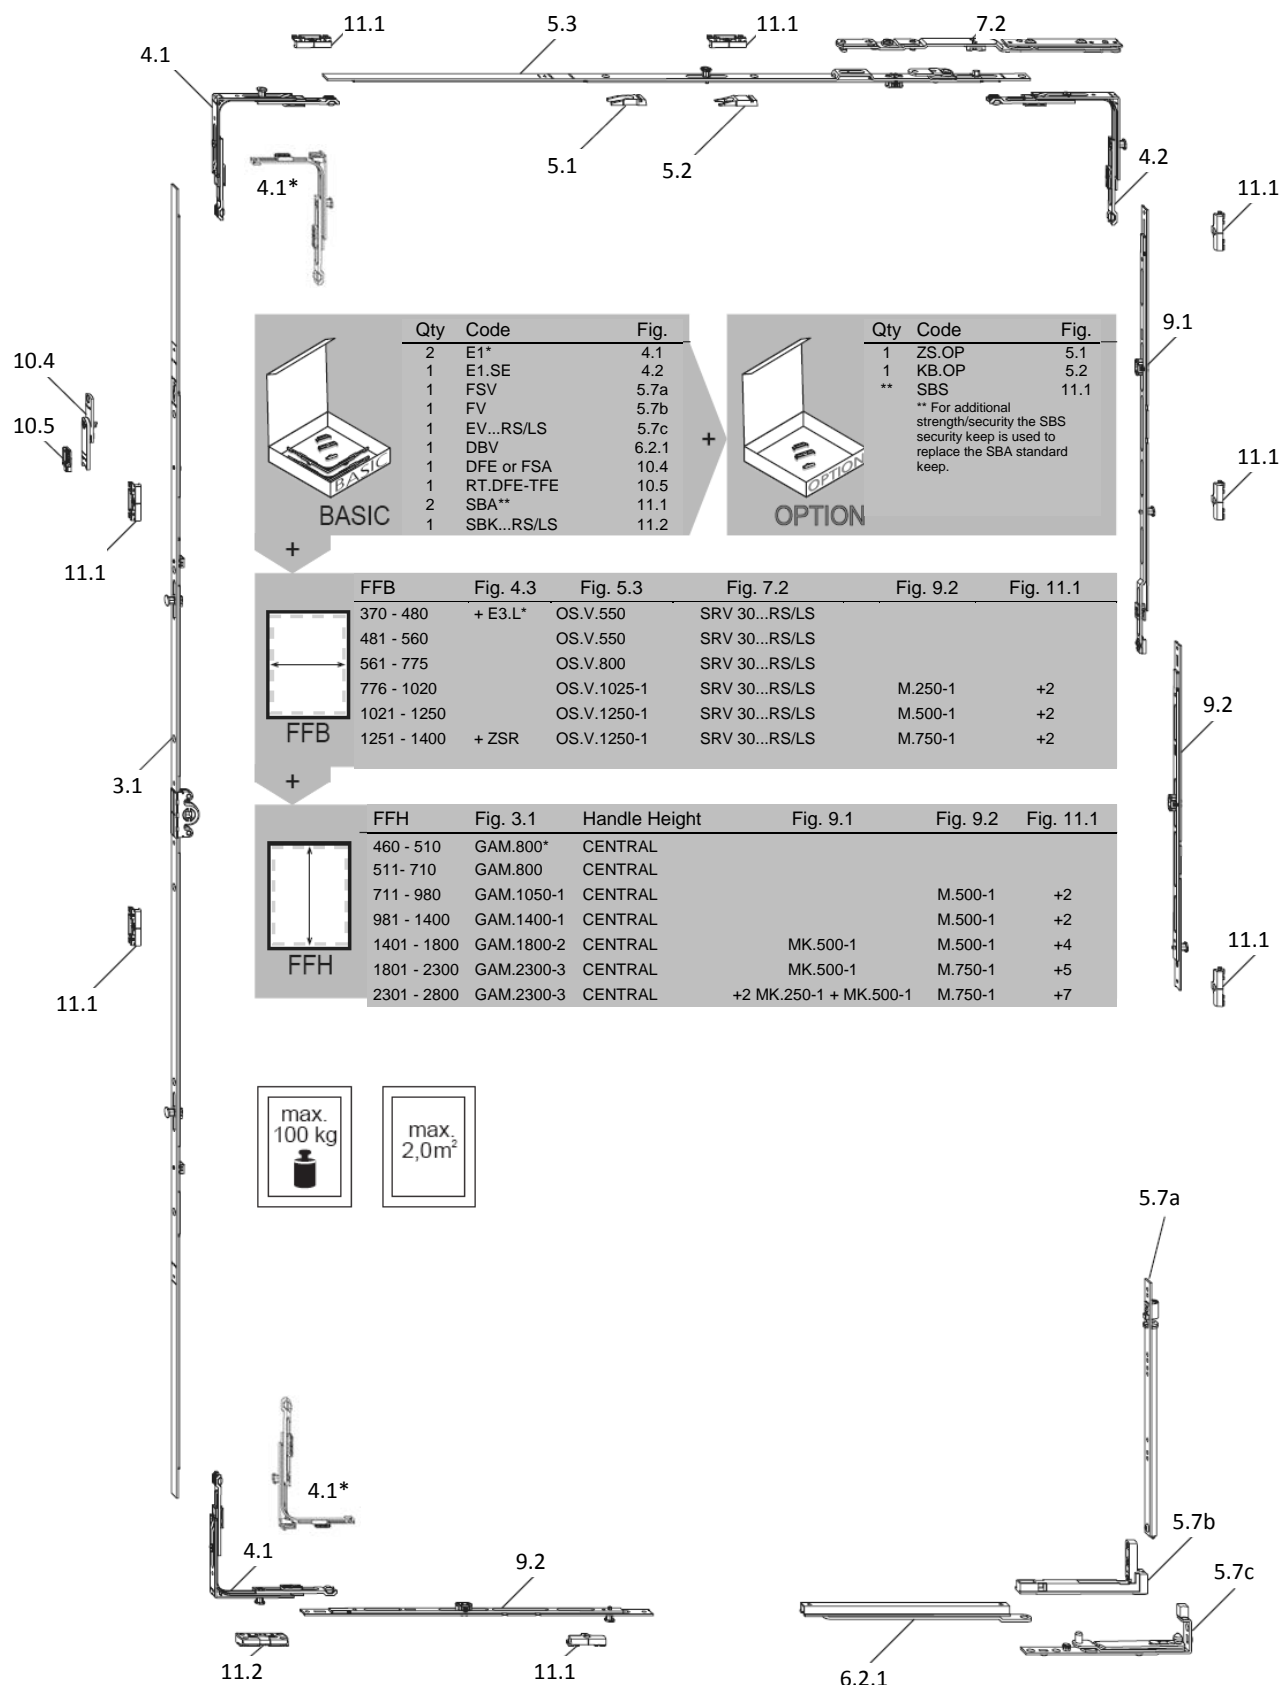 11.1
5.3
11.1
7.2
4.1
5.1
5.2
4.2
4.1*
11.1
Qty Code Fig.
2 E1* 4.1
1 E1.SE 4.2
1 FSV 5.7a
1 FV 5.7b
1 EV...RS/LS 5.7c
1 DBV 6.2.1
1 DFE or FSA 10.4
1 RT.DFE-TFE 10.5
2 SBA** 11.1
1 SBK...RS/LS 11.2
BASIC
BASIC
+
Qty Code Fig.
1 ZS.OP 5.1
1 KB.OP 5.2
** SBS 11.1
** For additional
strength/security the SBS
security keep is used to
replace the SBA standard
keep.
OPTION
OPTION
9.1
10.4
10.5
11.1
11.1
+
FFB Fig. 4.3 Fig. 5.3 Fig. 7.2 Fig. 9.2 Fig. 11.1
370 - 480 + E3.L* OS.V.550 SRV 30...RS/LS
481 - 560 OS.V.550 SRV 30...RS/LS
561 - 775 OS.V.800 SRV 30...RS/LS
776 - 1020 OS.V.1025-1 SRV 30...RS/LS M.250-1 +2
1021 - 1250 OS.V.1250-1 SRV 30...RS/LS M.500-1 +2
1251 - 1400 + ZSR OS.V.1250-1 SRV 30...RS/LS M.750-1 +2
FFB
9.2
3.1
+
FFH Fig. 3.1 Handle Height Fig. 9.1 Fig. 9.2 Fig. 11.1
460 - 510 GAM.800* CENTRAL
511- 710 GAM.800 CENTRAL
711 - 980 GAM.1050-1 CENTRAL M.500-1 +2
981 - 1400 GAM.1400-1 CENTRAL M.500-1 +2
1401 - 1800 GAM.1800-2 CENTRAL MK.500-1 M.500-1 +4
1801 - 2300 GAM.2300-3 CENTRAL MK.500-1 M.750-1 +5
2301 - 2800 GAM.2300-3 CENTRAL +2 MK.250-1 + MK.500-1 M.750-1 +7
FFH
11.1
11.1
max.
100 kg
max.
2,0m²
5.7a
4.1*
5.7b
4.1
9.2
5.7c
11.2
11.1
6.2.1